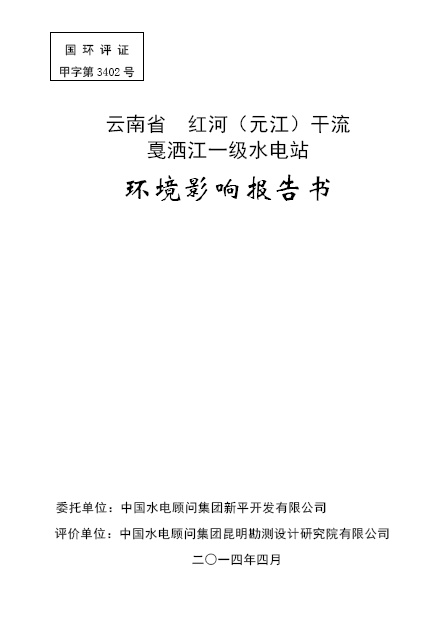 国 环 评 证
甲字第 3402 号
云南省 红河（元江）干流
戛洒江一级水电站
环境影响报告书
委托单位：中国水电顾问集团新平开发有限公司
评价单位：中国水电顾问集团昆明勘测设计研究院有限公司
二〇一四年四月